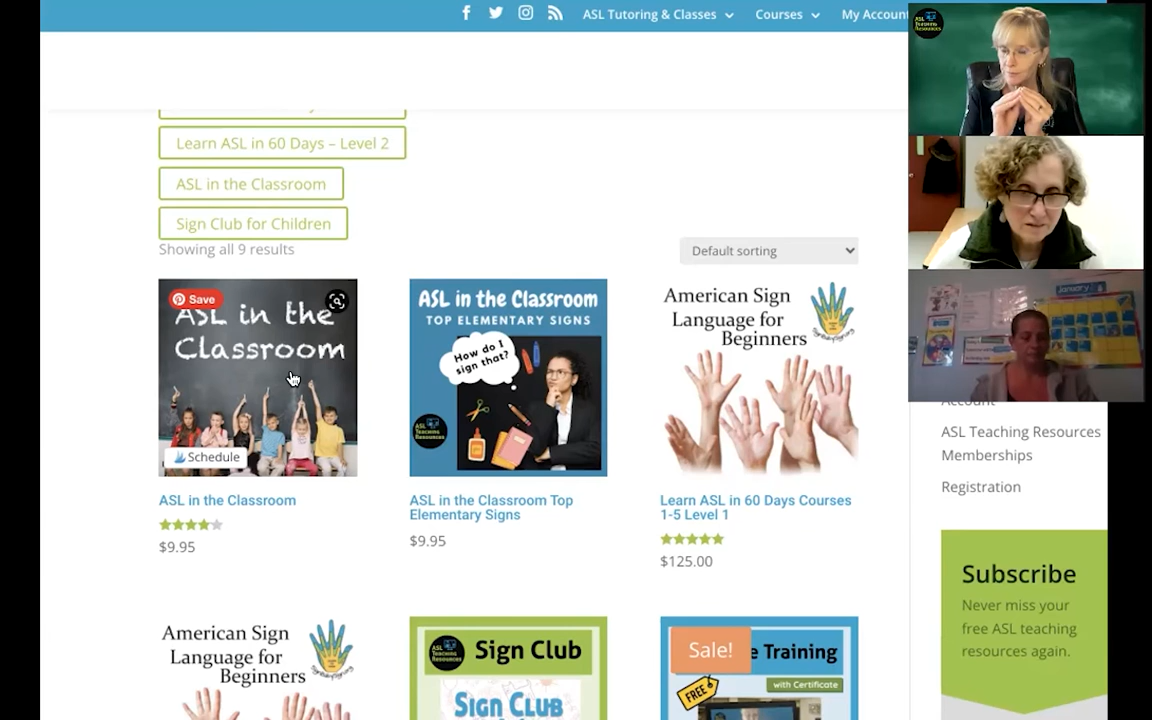 ASL Tutoring & Classes
Courses
My Account
Learn ASL in 60 Days – Level 2
ASL in the Classroom
Sign Club for Children
Showing all 9 results
Default sorting
Save
ASL in the
Classroom
Schedule
ASL in the Classroom
TOP ELEMENTARY SIGNS
How do I
sign that?
ASL
TEACHING
RESOURCES
American Sign
Language for
Beginners
ASL in the Classroom
$9.95
ASL in the Classroom Top
Elementary Signs
$9.95
Learn ASL in 60 Days Courses
1-5 Level 1
$125.00
American Sign
Language for
Beginners
Sign Club
SIGN CLUB
Sale!
e Training
with Certificate
FREE
ASL
TEACHING
RESOURCES
January
Account
ASL Teaching Resources
Memberships
Registration
Subscribe
Never miss your
free ASL teaching
resources again.